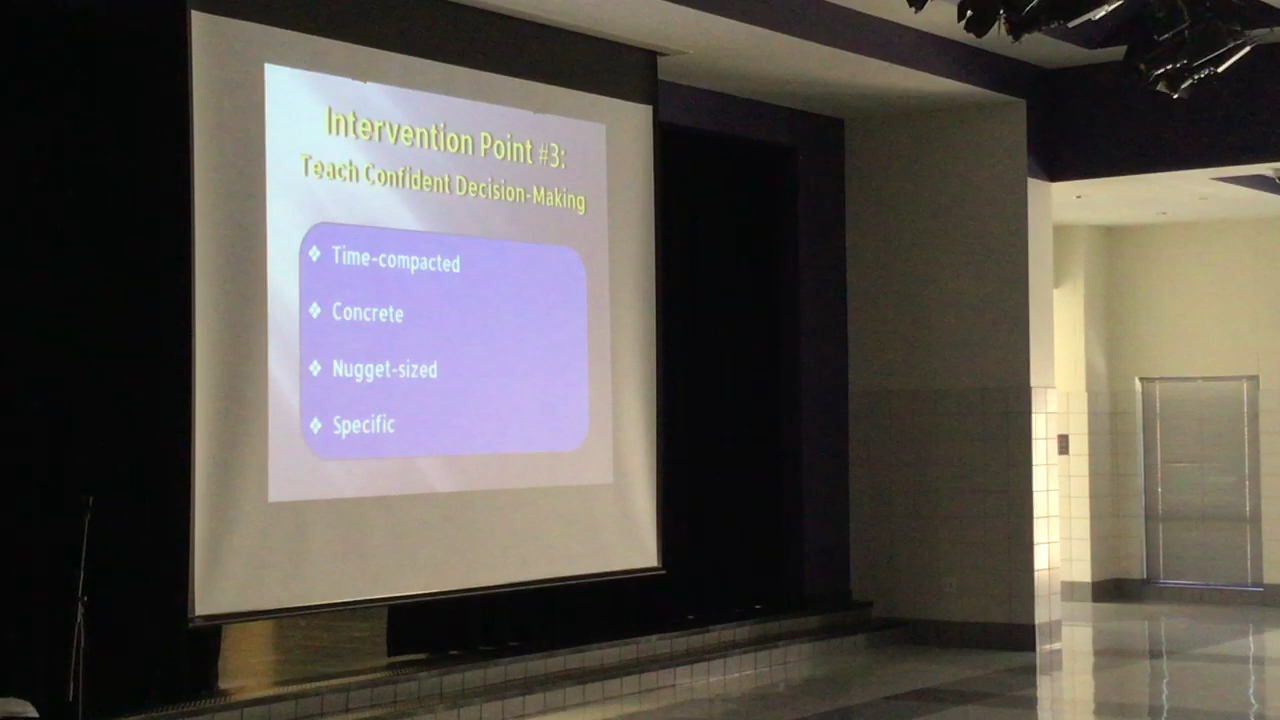 Intervention Point #3:
Teach Confident Decision-Making
❖ Time-compacted
❖ Concrete
❖ Nugget-sized
❖ Specific